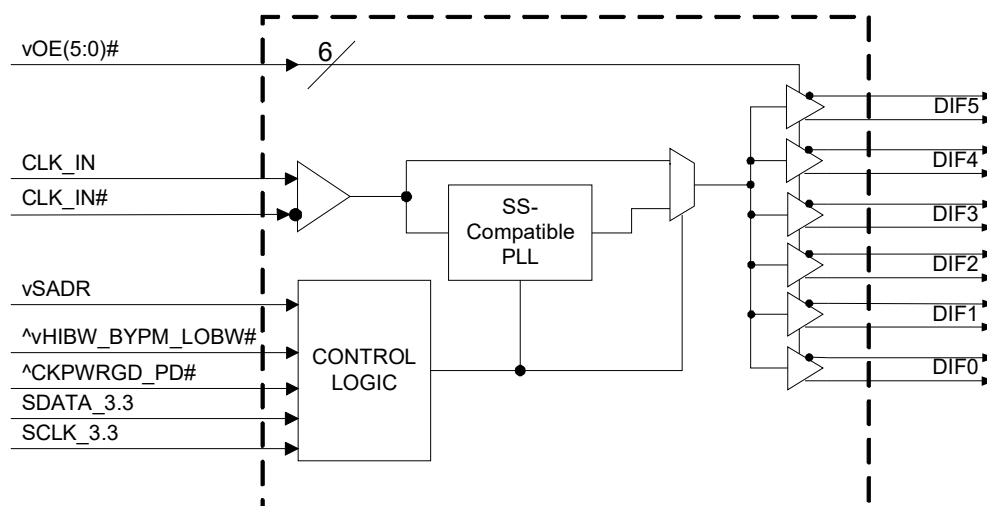 vOE(5:0)#
6
DIF5
CLK_IN
DIF4
CLK_IN#
SS-
Compatible
PLL
DIF3
DIF2
vSADR
DIF1
^vHIBW_BYPM_LOBW#
CONTROL
LOGIC
^CKPWRGD_PD#
DIF0
SDATA_3.3
SCLK_3.3